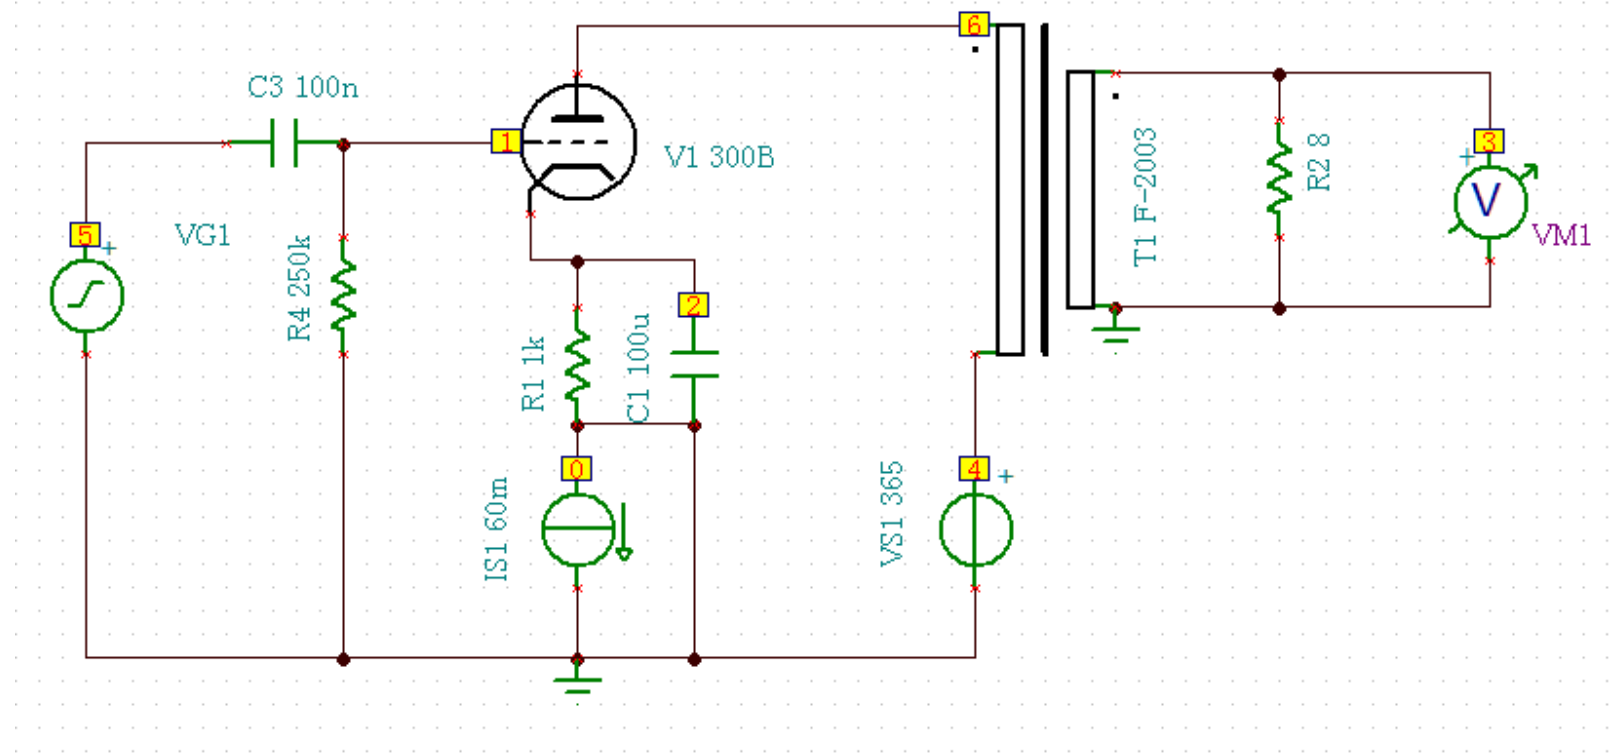 6
C3 100n
1
V1 300B
T1 F-2003
R2 8
3
+
V
VM1
5
+
VG1
R4 250k
2
R1 1k
C1 100u
0
IS1 60m
4
+
VS1 365